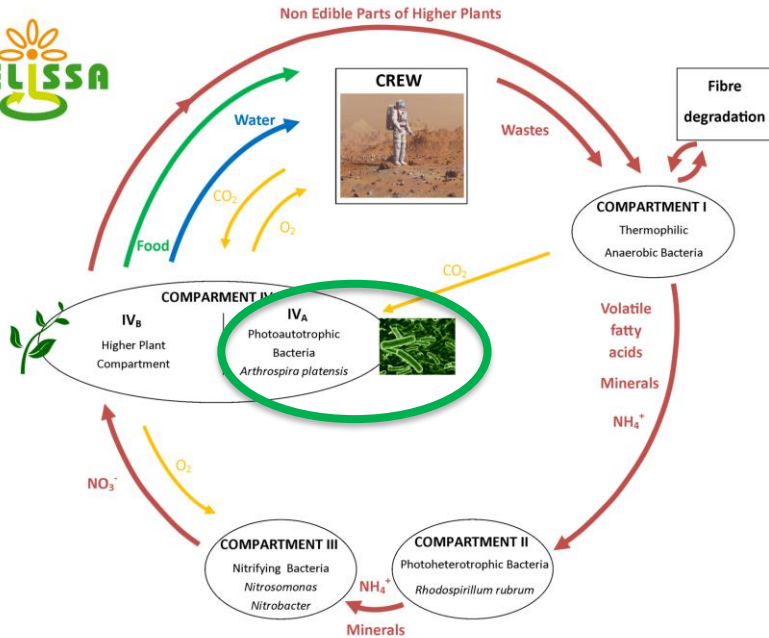 Non Edible Parts of Higher Plants
ELISSA
CREW
Fibre
degradation
Water
Wastes
CO2
O2
Food
COMPARTMENT I
Thermophilic
Anaerobic Bacteria
CO2
COMPARMENT IV
IVB
Higher Plant
Compartment
IVA
Photoautotrophic
Bacteria
Arthrospira platensis
Volatile
fatty
acids
Minerals
NH4+
O2
NO3-
COMPARTMENT III
Nitrifying Bacteria
Nitrosomonas
Nitrobacter
NH4+
Minerals
COMPARTMENT II
Photoheterotrophic Bacteria
Rhodospirillum rubrum